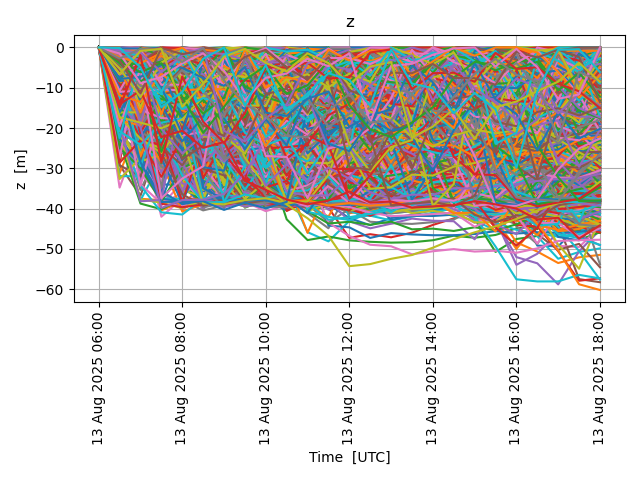 z
0
−10
−20
−30
−40
−50
−60
z [m]
13 Aug 2025 06:00
13 Aug 2025 08:00
13 Aug 2025 10:00
13 Aug 2025 12:00
13 Aug 2025 14:00
13 Aug 2025 16:00
13 Aug 2025 18:00
Time [UTC]